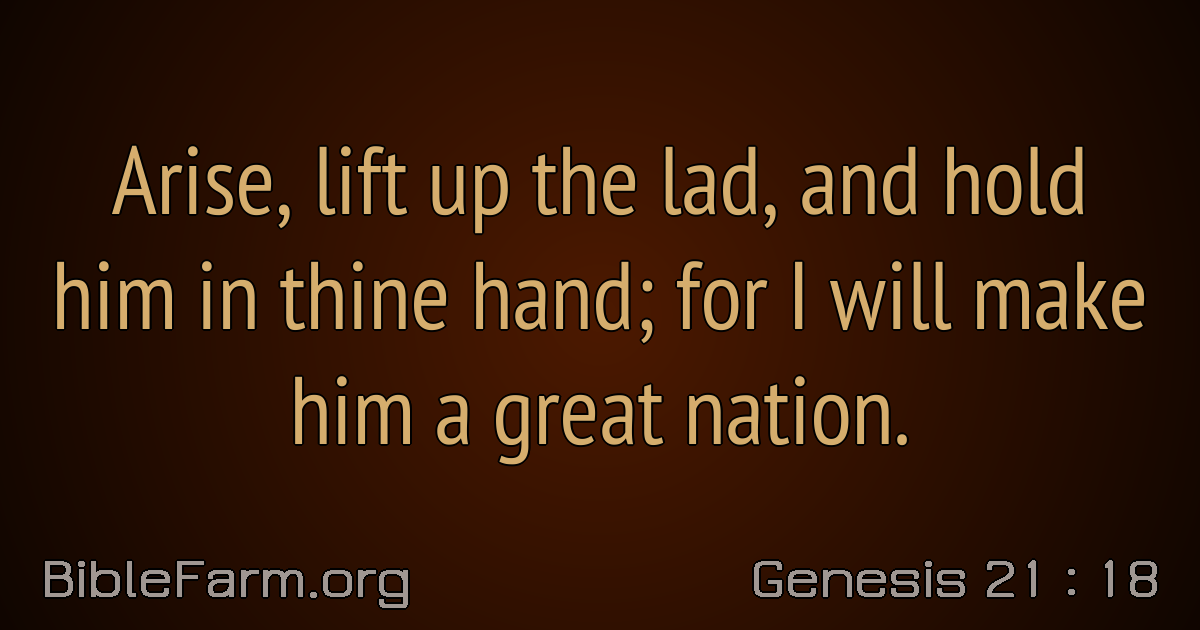 Arise, lift up the lad, and hold
him in thine hand; for I will make
him a great nation.
BibleFarm.org
Genesis 21 : 18